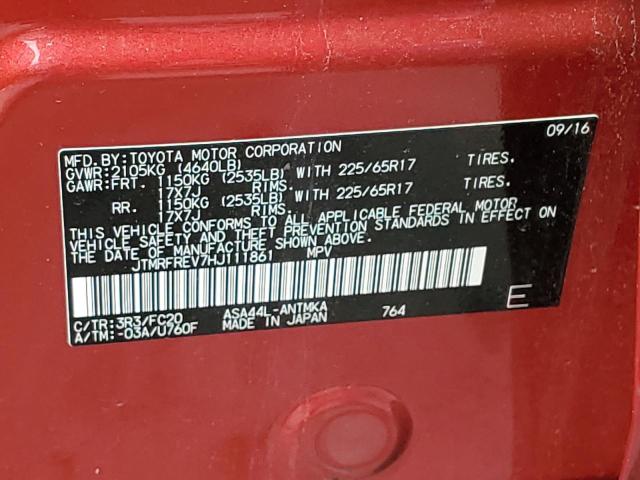 MFD.BY:TOYOTA MOTOR CORPORATION 09/16
GVWR:2105KG (4640LB)
GAWR:FRT. 1150KG (2535LB) WITH 225/65R17 TIRES.
17X7J RIMS.
RR. 1150KG (2535LB) WITH 225/65R17 TIRES.
17X7J RIMS.
THIS VEHICLE CONFORMS TO ALL APPLICABLE FEDERAL MOTOR
VEHICLE SAFETY AND THEFT PREVENTION STANDARDS IN EFFECT ON
THE DATE OF MANUFACTURE SHOWN ABOVE.
JTMRFREV7HJ111861 MPV
C/TR:3R3/FC20 ASA44L-ANTMKA 764 E
A/TM:-03A/U760F MADE IN JAPAN